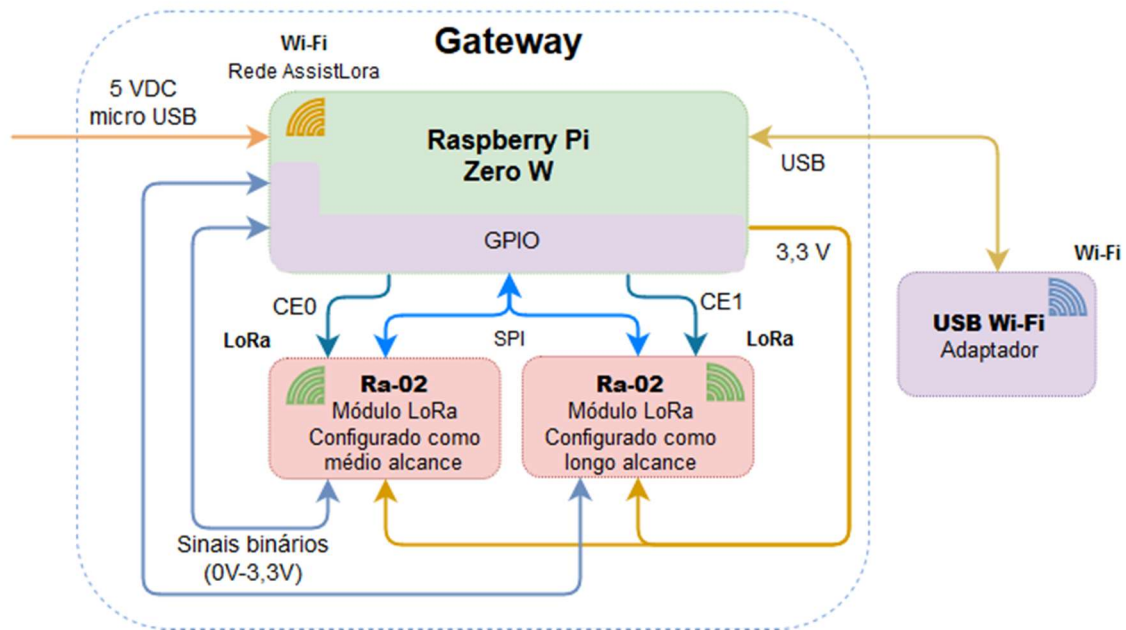 Gateway
Wi-Fi
Rede AssistLora
5 VDC
micro USB
Raspberry Pi
Zero W
USB
GPIO
3,3 V
Wi-Fi
CE0
CE1
SPI
LoRa
LoRa
USB Wi-Fi
Adaptador
Ra-02
Módulo LoRa
Configurado como
médio alcance
Ra-02
Módulo LoRa
Configurado como
longo alcance
Sinais binários
(0V-3,3V)